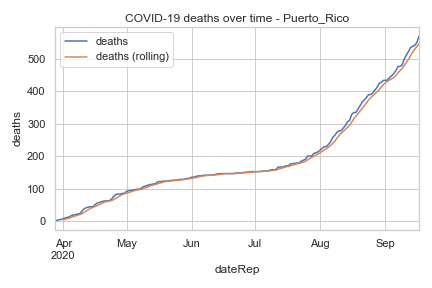 COVID-19 deaths over time - Puerto_Rico
deaths
deaths (rolling)
deaths
500
400
300
200
100
0
Apr May Jun Jul Aug Sep
2020
dateRep